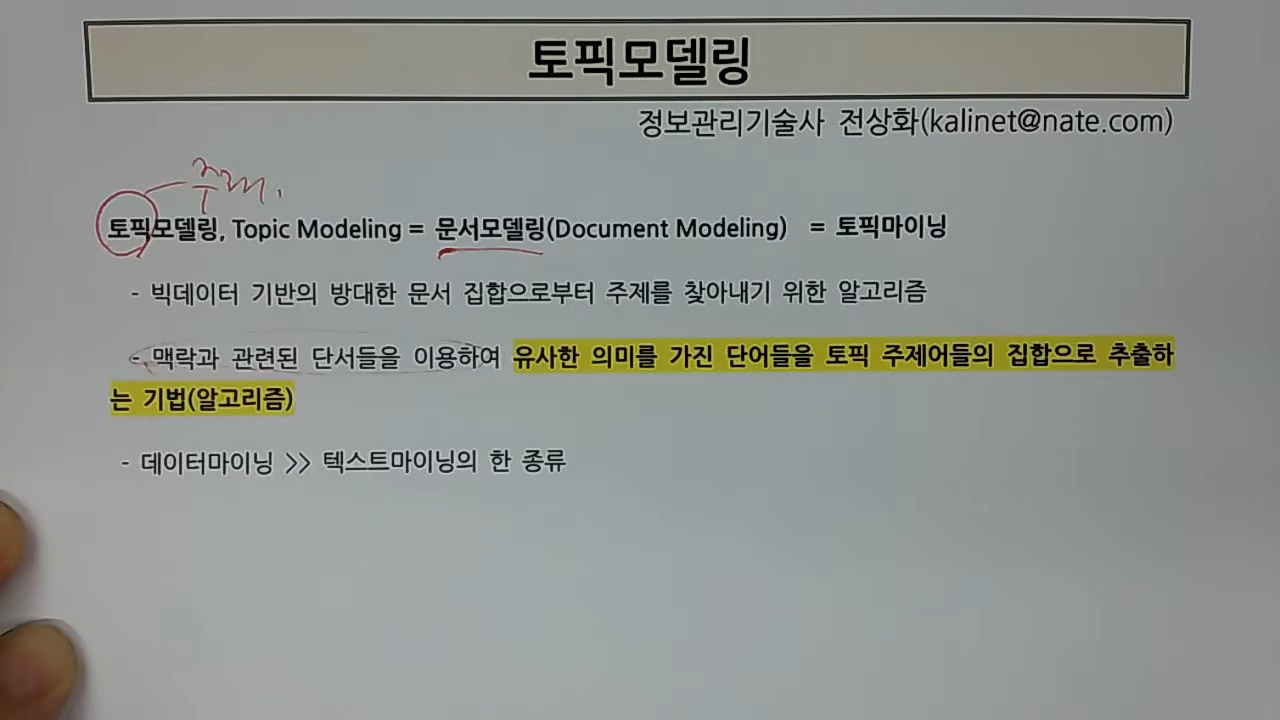 토픽모델링
정보관리기술사 전상화(kalinet@nate.com)
주제.
토픽모델링, Topic Modeling = 문서모델링(Document Modeling) = 토픽마이닝
- 빅데이터 기반의 방대한 문서 집합으로부터 주제를 찾아내기 위한 알고리즘
- 맥락과 관련된 단서들을 이용하여 유사한 의미를 가진 단어들을 토픽 주제어들의 집합으로 추출하
는 기법(알고리즘)
- 데이터마이닝 >> 텍스트마이닝의 한 종류